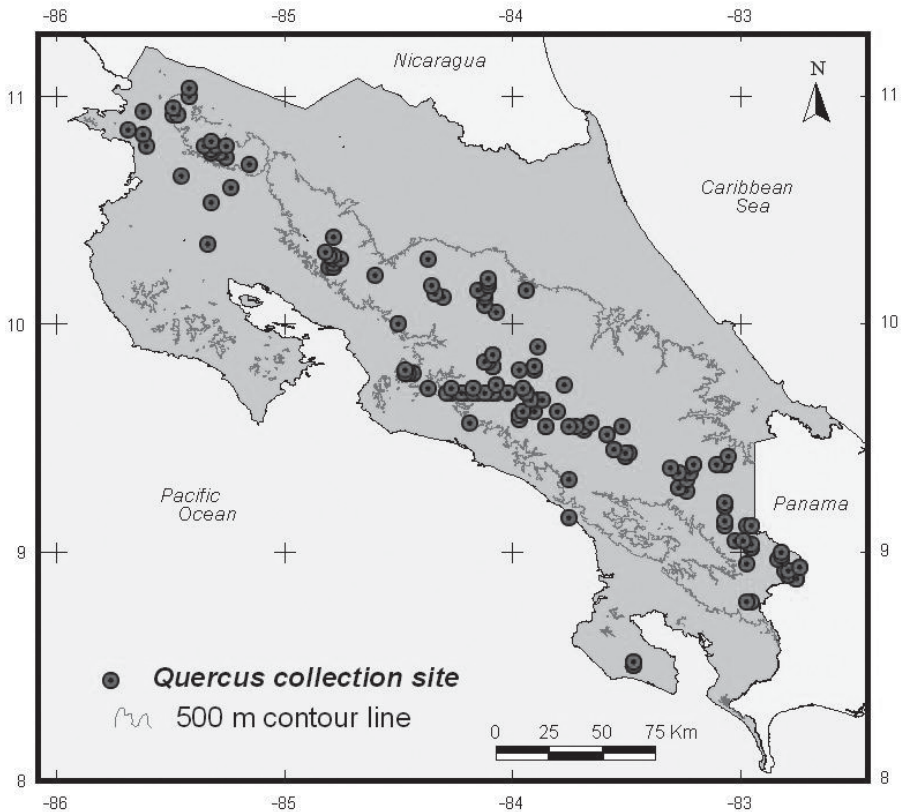 -86 -85 -84 -83
Nicaragua
N
11 11
Caribbean
Sea
10 10
Pacific
Ocean
Panama
9 9
Quercus collection site
500 m contour line
0 25 50 75 Km
8 8
-86 -85 -84 -83